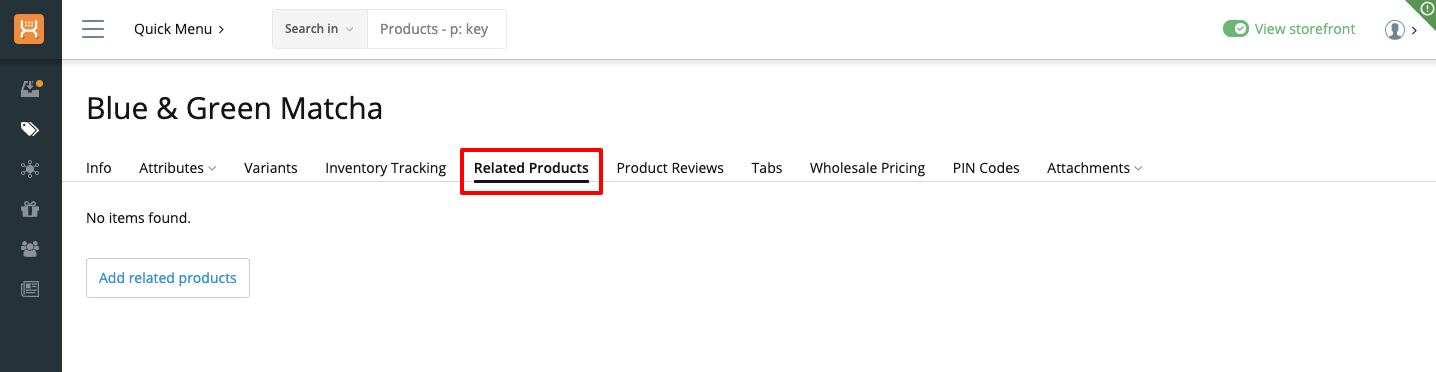 Quick Menu
Search in
Products - p: key
View storefront
Blue & Green Matcha
Info Attributes Variants Inventory Tracking Related Products Product Reviews Tabs Wholesale Pricing PIN Codes Attachments
No items found.
Add related products